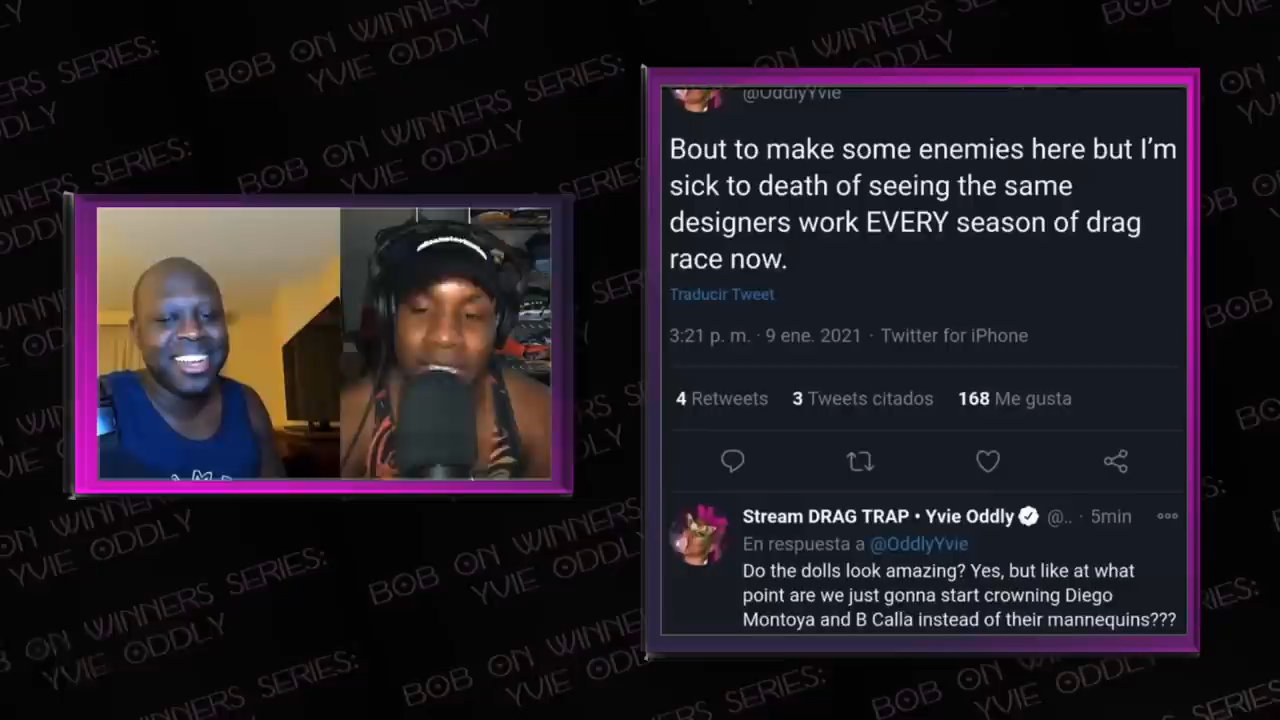 BOB ON WINNERS SERIES:
YVIE ODDLY
@OddlyYvie
Bout to make some enemies here but I'm
sick to death of seeing the same
designers work EVERY season of drag
race now.
Traducir Tweet
3:21 p. m. · 9 ene. 2021 · Twitter for iPhone
4 Retweets 3 Tweets citados 168 Me gusta
Stream DRAG TRAP • Yvie Oddly @.. · 5min
En respuesta a @OddlyYvie
Do the dolls look amazing? Yes, but like at what
point are we just gonna start crowning Diego
Montoya and B Calla instead of their mannequins???